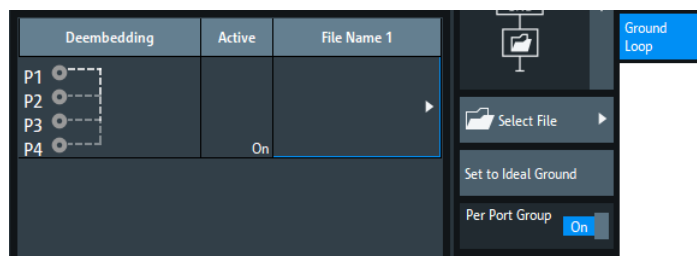 Deembedding Active File Name 1
P1
P2
P3
P4 On
Select File
Set to Ideal Ground
Per Port Group On
Ground
Loop